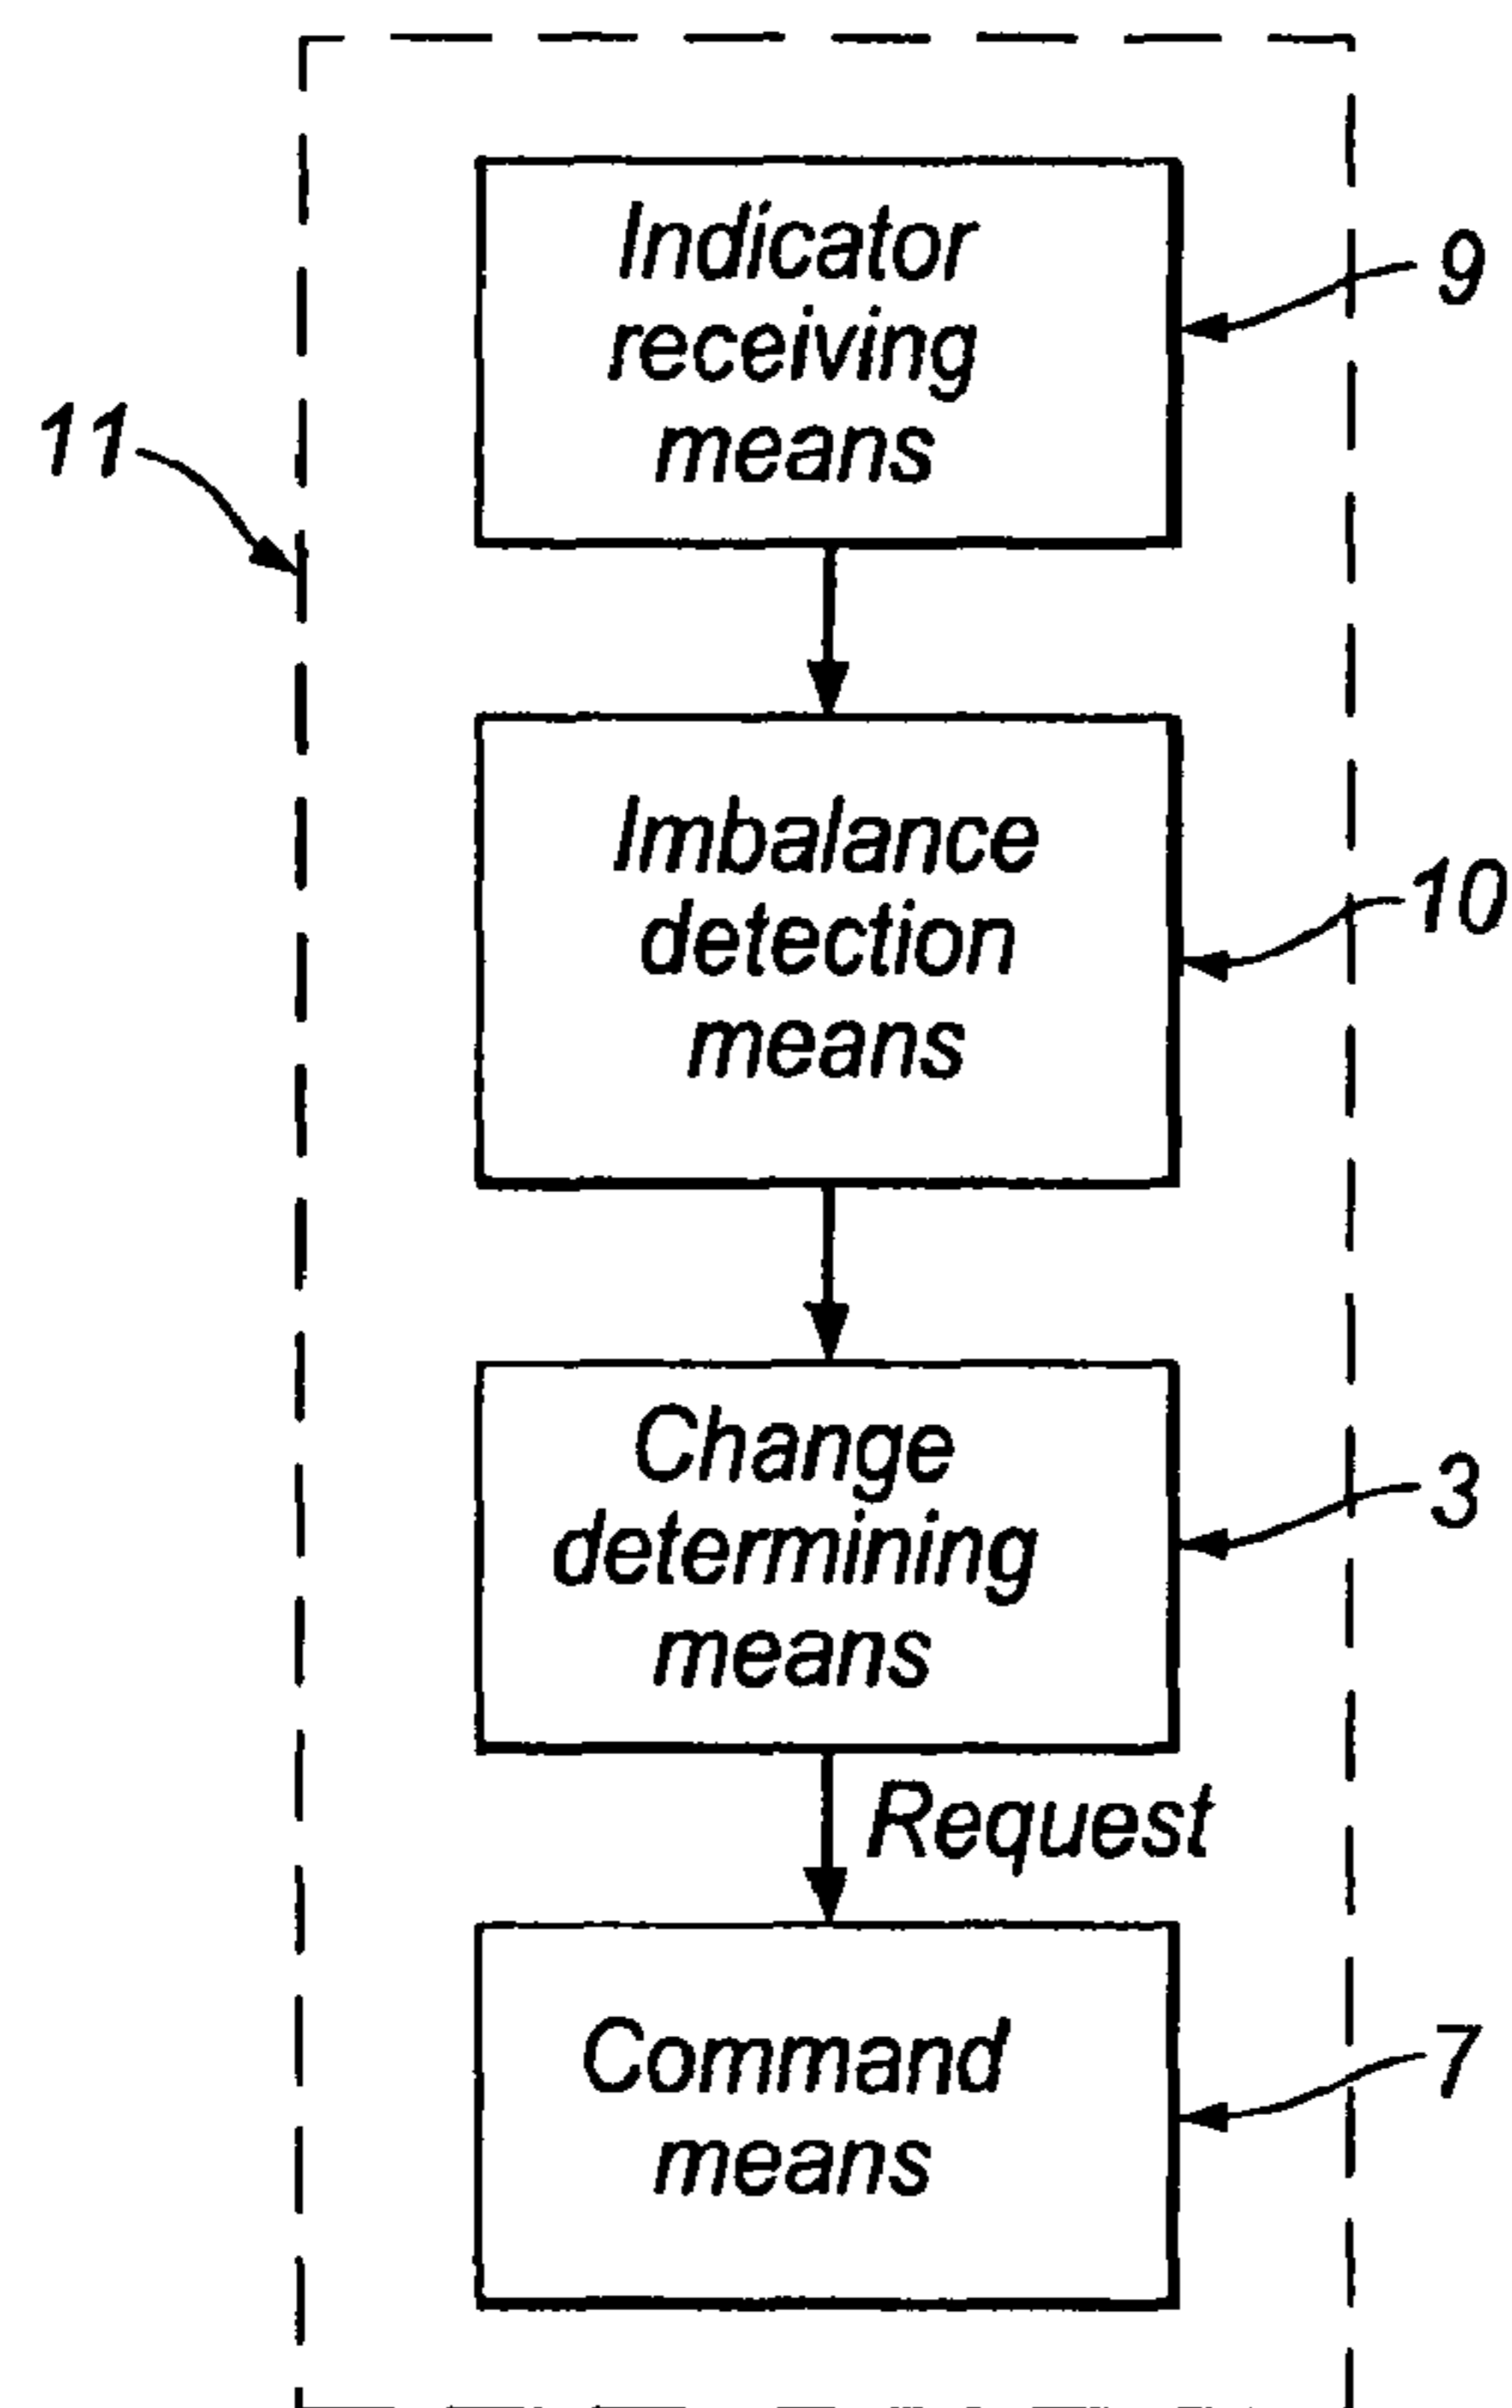 Indicator
receiving
means
9
11
Imbalance
detection
means
10
Change
determining
means
3
Request
Command
means
7